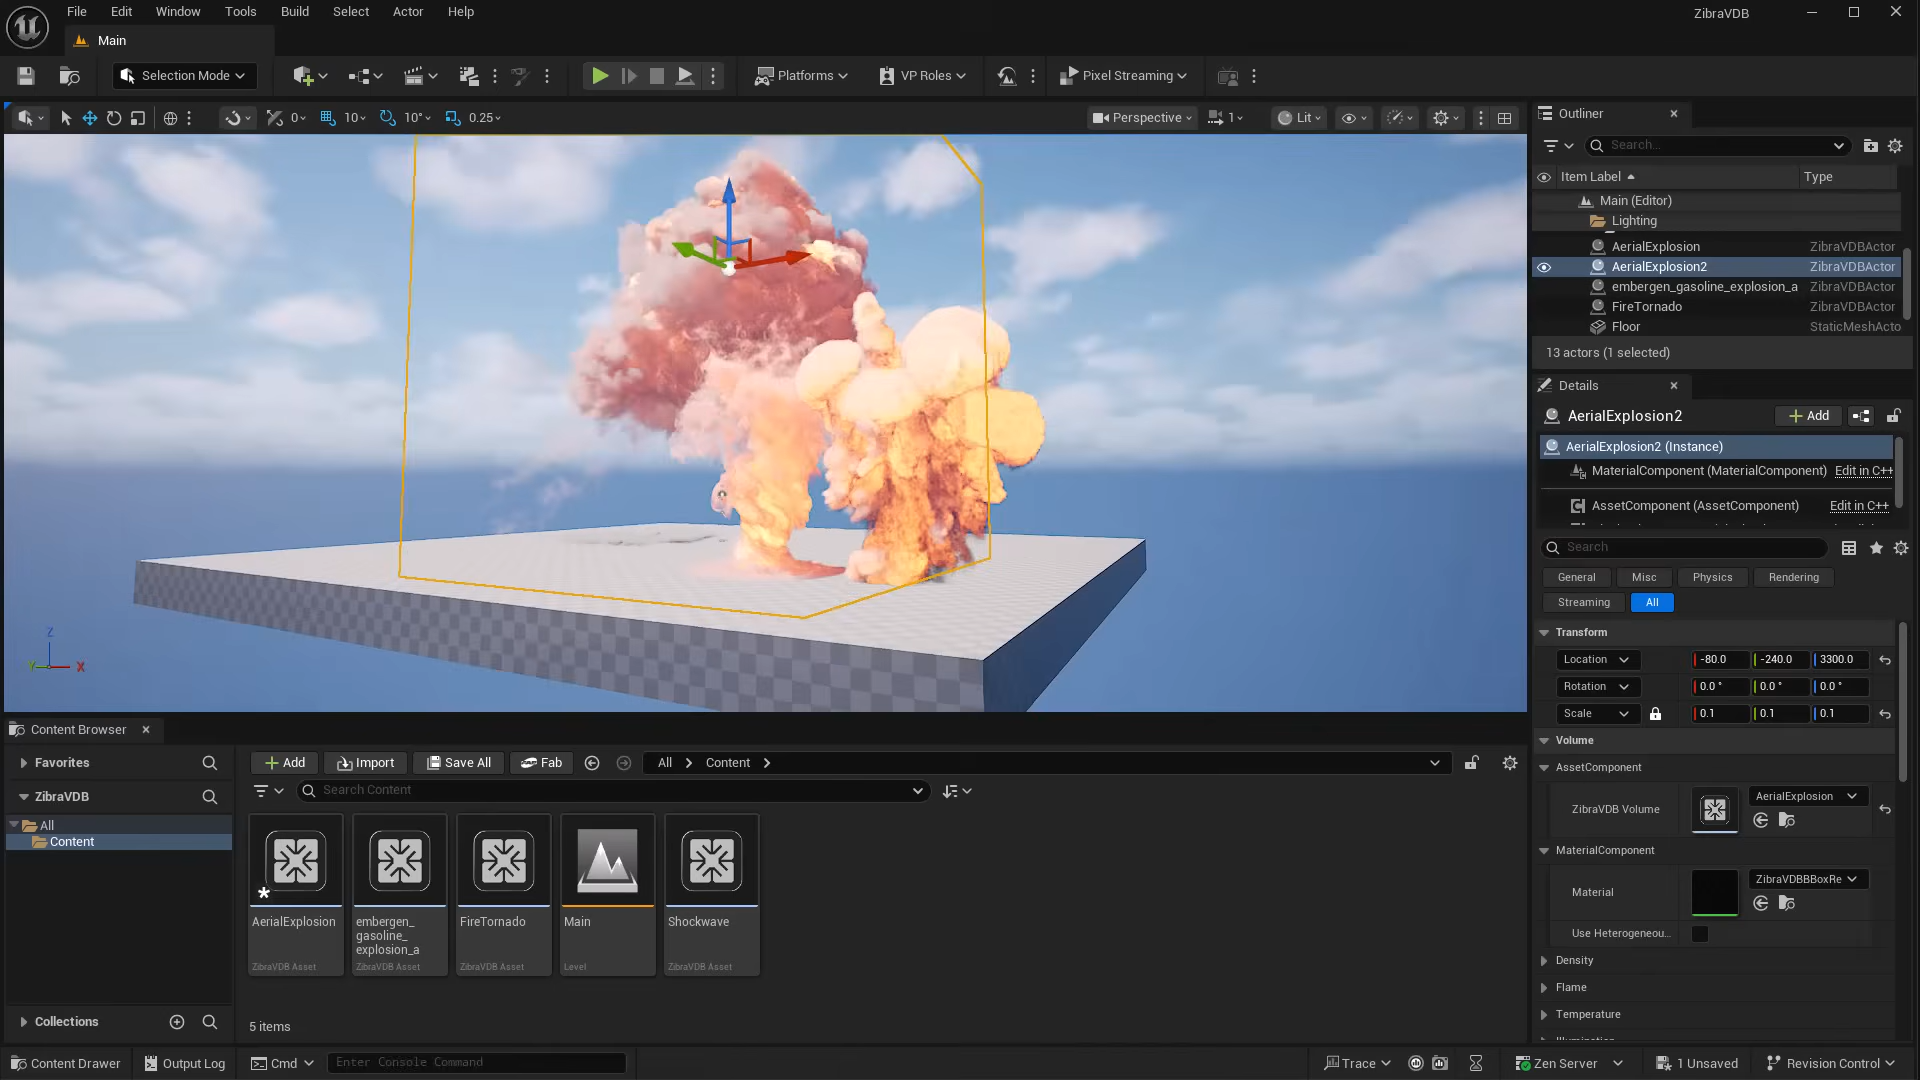 File Edit Window Tools Build Select Actor Help
ZibraVDB
Main
Selection Mode
Platforms
VP Roles
Pixel Streaming
0
10
10°
0.25
Perspective
1
Lit
Z
Y
X
Outliner
Search...
Item Label
Type
Main (Editor)
Lighting
AerialExplosion ZibraVDBActor
AerialExplosion2 ZibraVDBActor
embergen_gasoline_explosion_a ZibraVDBActor
FireTornado ZibraVDBActor
Floor StaticMeshActo
13 actors (1 selected)
Details
AerialExplosion2
Add
AerialExplosion2 (Instance)
MaterialComponent (MaterialComponent) Edit in C++
AssetComponent (AssetComponent) Edit in C++
Search
General Misc Physics Rendering
Streaming All
Transform
Location -80.0 -240.0 3300.0
Rotation 0.0 ° 0.0 ° 0.0 °
Scale 0.1 0.1 0.1
Volume
AssetComponent
ZibraVDB Volume AerialExplosion
MaterialComponent
Material ZibraVDBBBoxRe
Use Heterogeneou...
Density
Flame
Temperature
Content Browser
Favorites
ZibraVDB
All
Content
Collections
Add Import Save All Fab All Content
Search Content
AerialExplosion
ZibraVDB Asset
embergen_
gasoline_
explosion_a
ZibraVDB Asset
FireTornado
ZibraVDB Asset
Main
Level
Shockwave
ZibraVDB Asset
5 items
Content Drawer Output Log Cmd Enter Console Command Trace Zen Server 1 Unsaved Revision Control